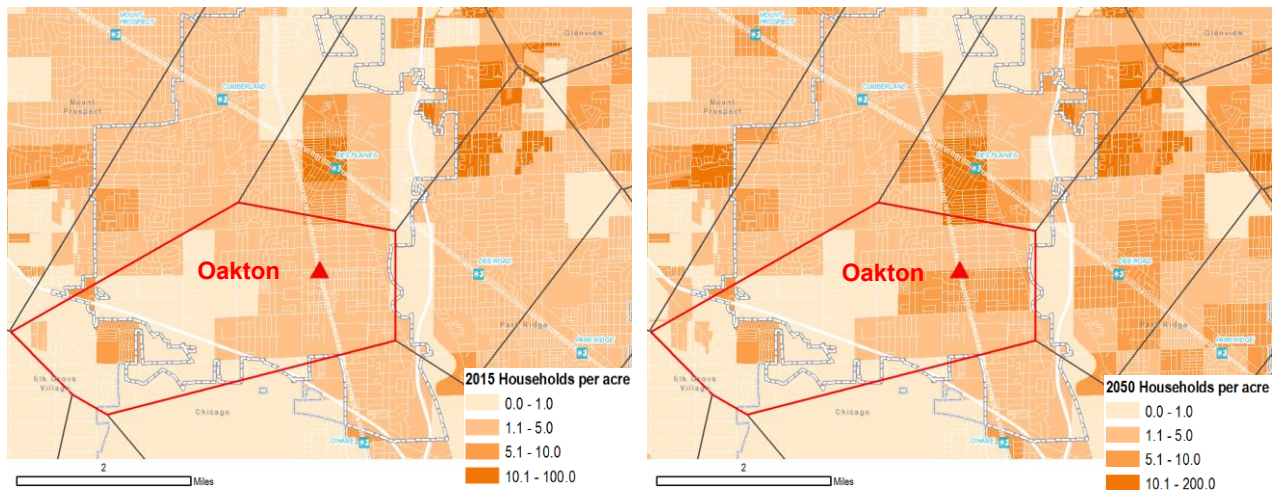 MOUNT
PROSPECT
Glenview
CUMBERLAND
Mount
Prospect
DES PLAINES
Oakton
DEE ROAD
Park Ridge
PARK RIDGE
Elk Grove
Village
Chicago
OHARE
2
Miles
2015 Households per acre
0.0 - 1.0
1.1 - 5.0
5.1 - 10.0
10.1 - 100.0
MOUNT
PROSPECT
Glenview
CUMBERLAND
Mount
Prospect
DES PLAINES
Oakton
DEE ROAD
Park Ridge
PARK RIDGE
Elk Grove
Village
Chicago
OHARE
2
Miles
2050 Households per acre
0.0 - 1.0
1.1 - 5.0
5.1 - 10.0
10.1 - 200.0